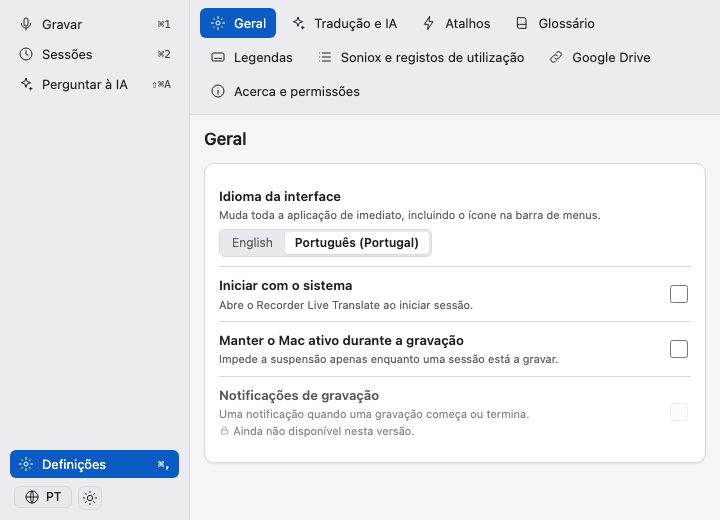 Gravar ⌘1
Sessões ⌘2
Perguntar à IA ⇧⌘A
Definições ⌘,
PT
Geral
Tradução e IA
Atalhos
Glossário
Legendas
Soniox e registos de utilização
Google Drive
Acerca e permissões
Geral
Idioma da interface
Muda toda a aplicação de imediato, incluindo o ícone na barra de menus.
English
Português (Portugal)
Iniciar com o sistema
Abre o Recorder Live Translate ao iniciar sessão.
Manter o Mac ativo durante a gravação
Impede a suspensão apenas enquanto uma sessão está a gravar.
Notificações de gravação
Uma notificação quando uma gravação começa ou termina.
Ainda não disponível nesta versão.